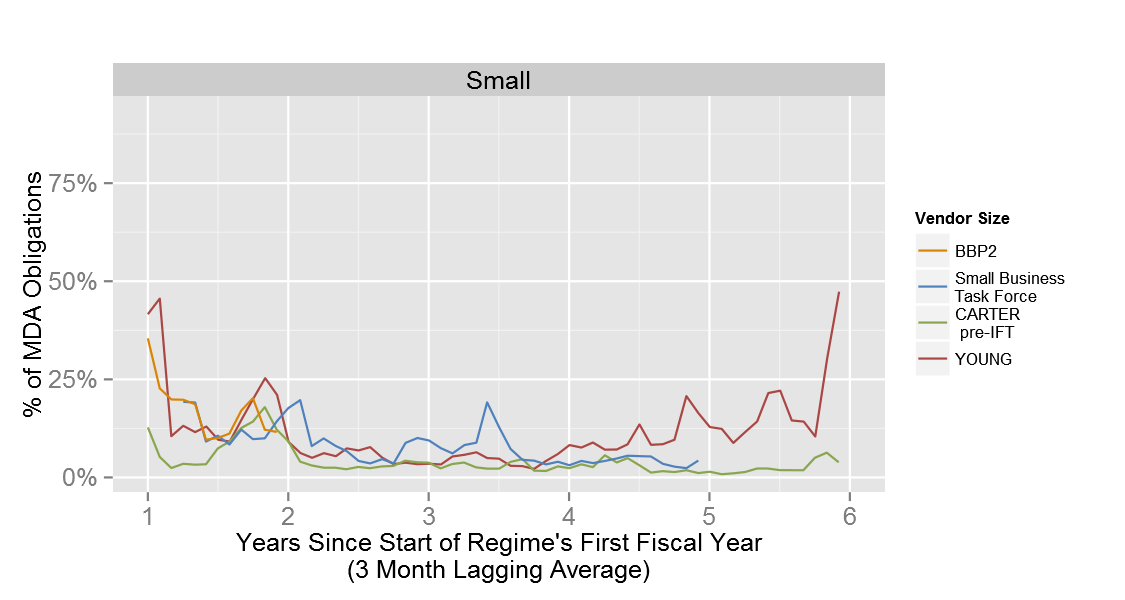 Small
% of MDA Obligations
75%
50%
25%
0%
1 2 3 4 5 6
Years Since Start of Regime's First Fiscal Year
(3 Month Lagging Average)
Vendor Size
BBP2
Small Business
Task Force
CARTER
pre-IFT
YOUNG